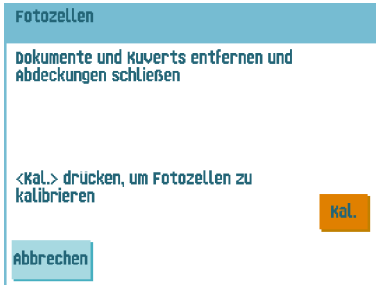 Fotozellen
Dokumente und Kuverts entfernen und
Abdeckungen schließen
<Kal.> drücken, um Fotozellen zu
kalibrieren
Kal.
Abbrechen